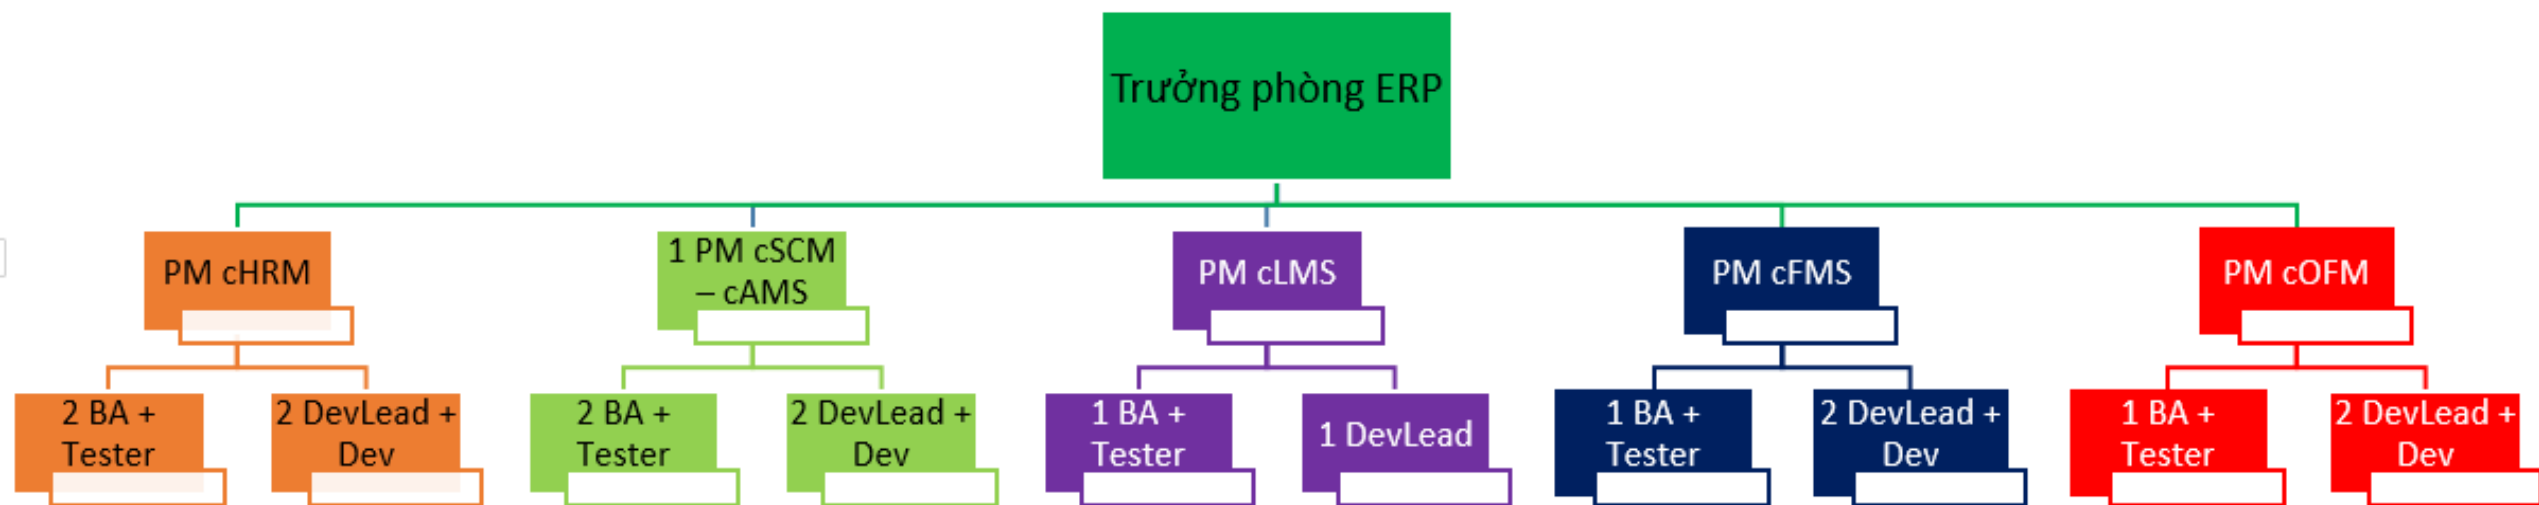 Trưởng phòng ERP
PM cHRM
1 PM cSCM
– cAMS
PM cLMS
PM cFMS
PM cOFM
2 BA +
Tester
2 DevLead +
Dev
2 BA +
Tester
2 DevLead +
Dev
1 BA +
Tester
1 DevLead
1 BA +
Tester
2 DevLead +
Dev
1 BA +
Tester
2 DevLead +
Dev